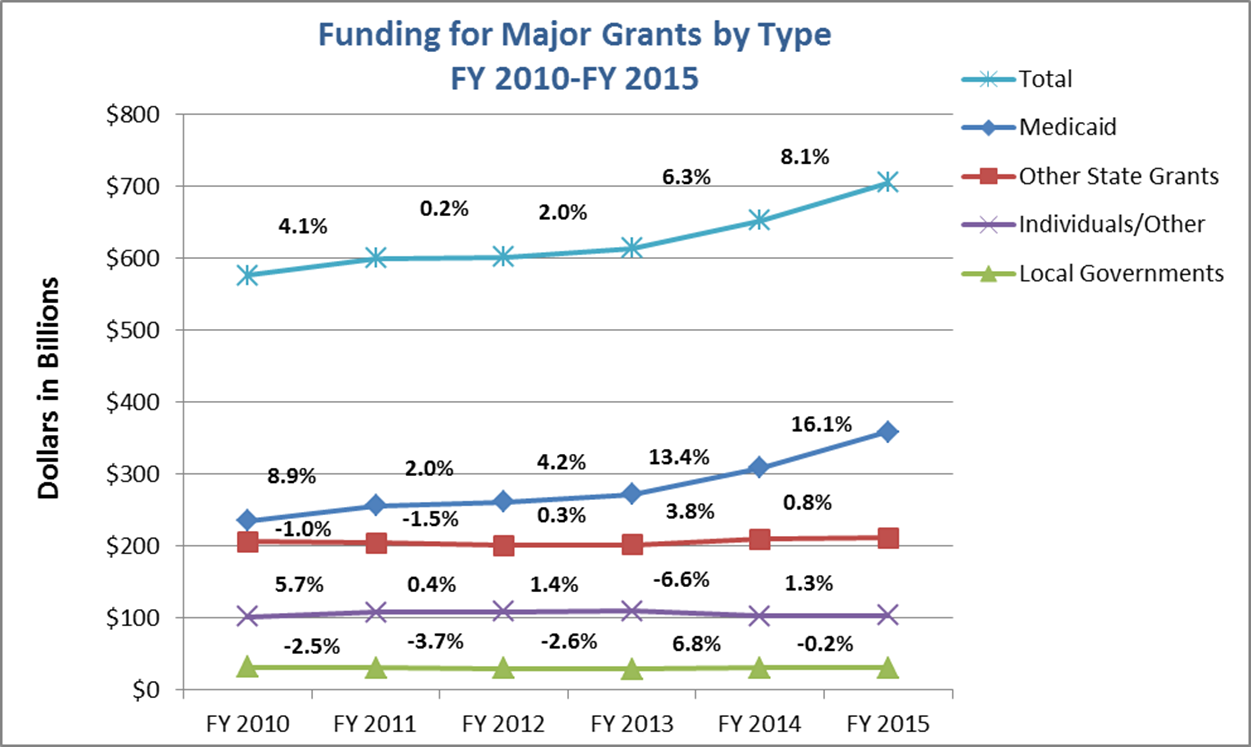 Funding for Major Grants by Type
FY 2010-FY 2015
Total
Medicaid
Other State Grants
Individuals/Other
Local Governments
Dollars in Billions
$800
$700
$600
$500
$400
$300
$200
$100
$0
4.1%
0.2%
2.0%
6.3%
8.1%
8.9%
2.0%
4.2%
13.4%
16.1%
-1.0%
-1.5%
0.3%
3.8%
0.8%
5.7%
0.4%
1.4%
-6.6%
1.3%
-2.5%
-3.7%
-2.6%
6.8%
-0.2%
FY 2010
FY 2011
FY 2012
FY 2013
FY 2014
FY 2015